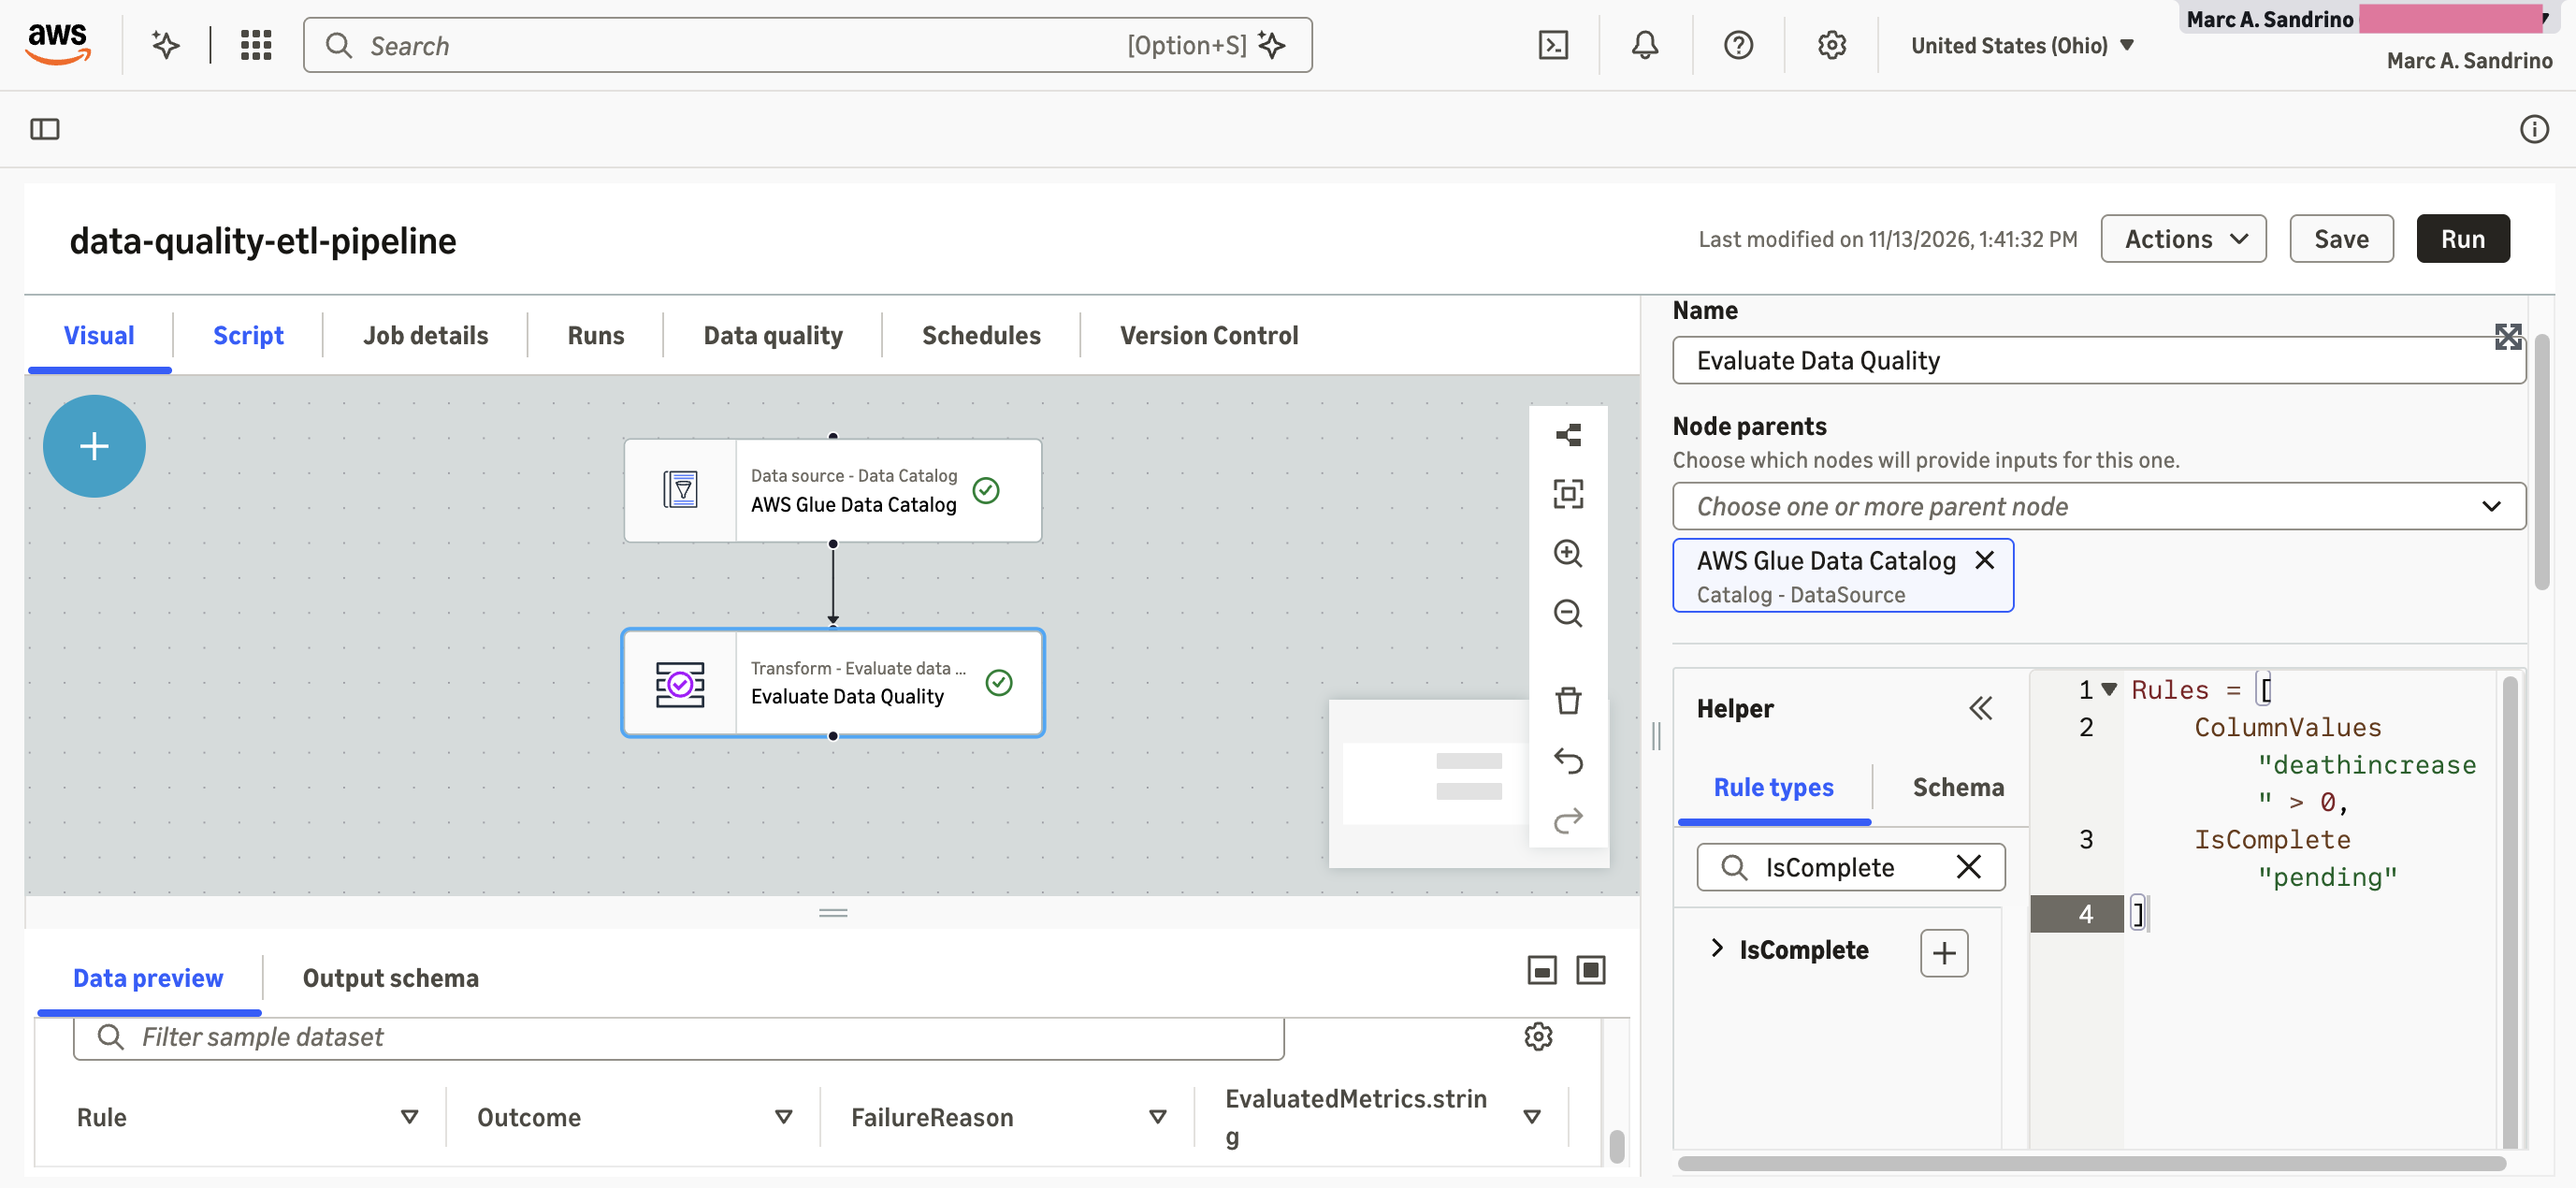 aws
Search
[Option+S]
United States (Ohio)
Marc A. Sandrino
Marc A. Sandrino
data-quality-etl-pipeline
Last modified on 11/13/2026, 1:41:32 PM
Actions
Save
Run
Visual
Script
Job details
Runs
Data quality
Schedules
Version Control
Data source - Data Catalog
AWS Glue Data Catalog
Transform - Evaluate data ...
Evaluate Data Quality
Data preview
Output schema
Filter sample dataset
Rule
Outcome
FailureReason
EvaluatedMetrics.strin
g
Name
Evaluate Data Quality
Node parents
Choose which nodes will provide inputs for this one.
Choose one or more parent node
AWS Glue Data Catalog
Catalog - DataSource
Helper
Rule types
Schema
IsComplete
IsComplete
1 Rules = [
2 ColumnValues
"deathincrease
" > 0,
3 IsComplete
"pending"
4 ]